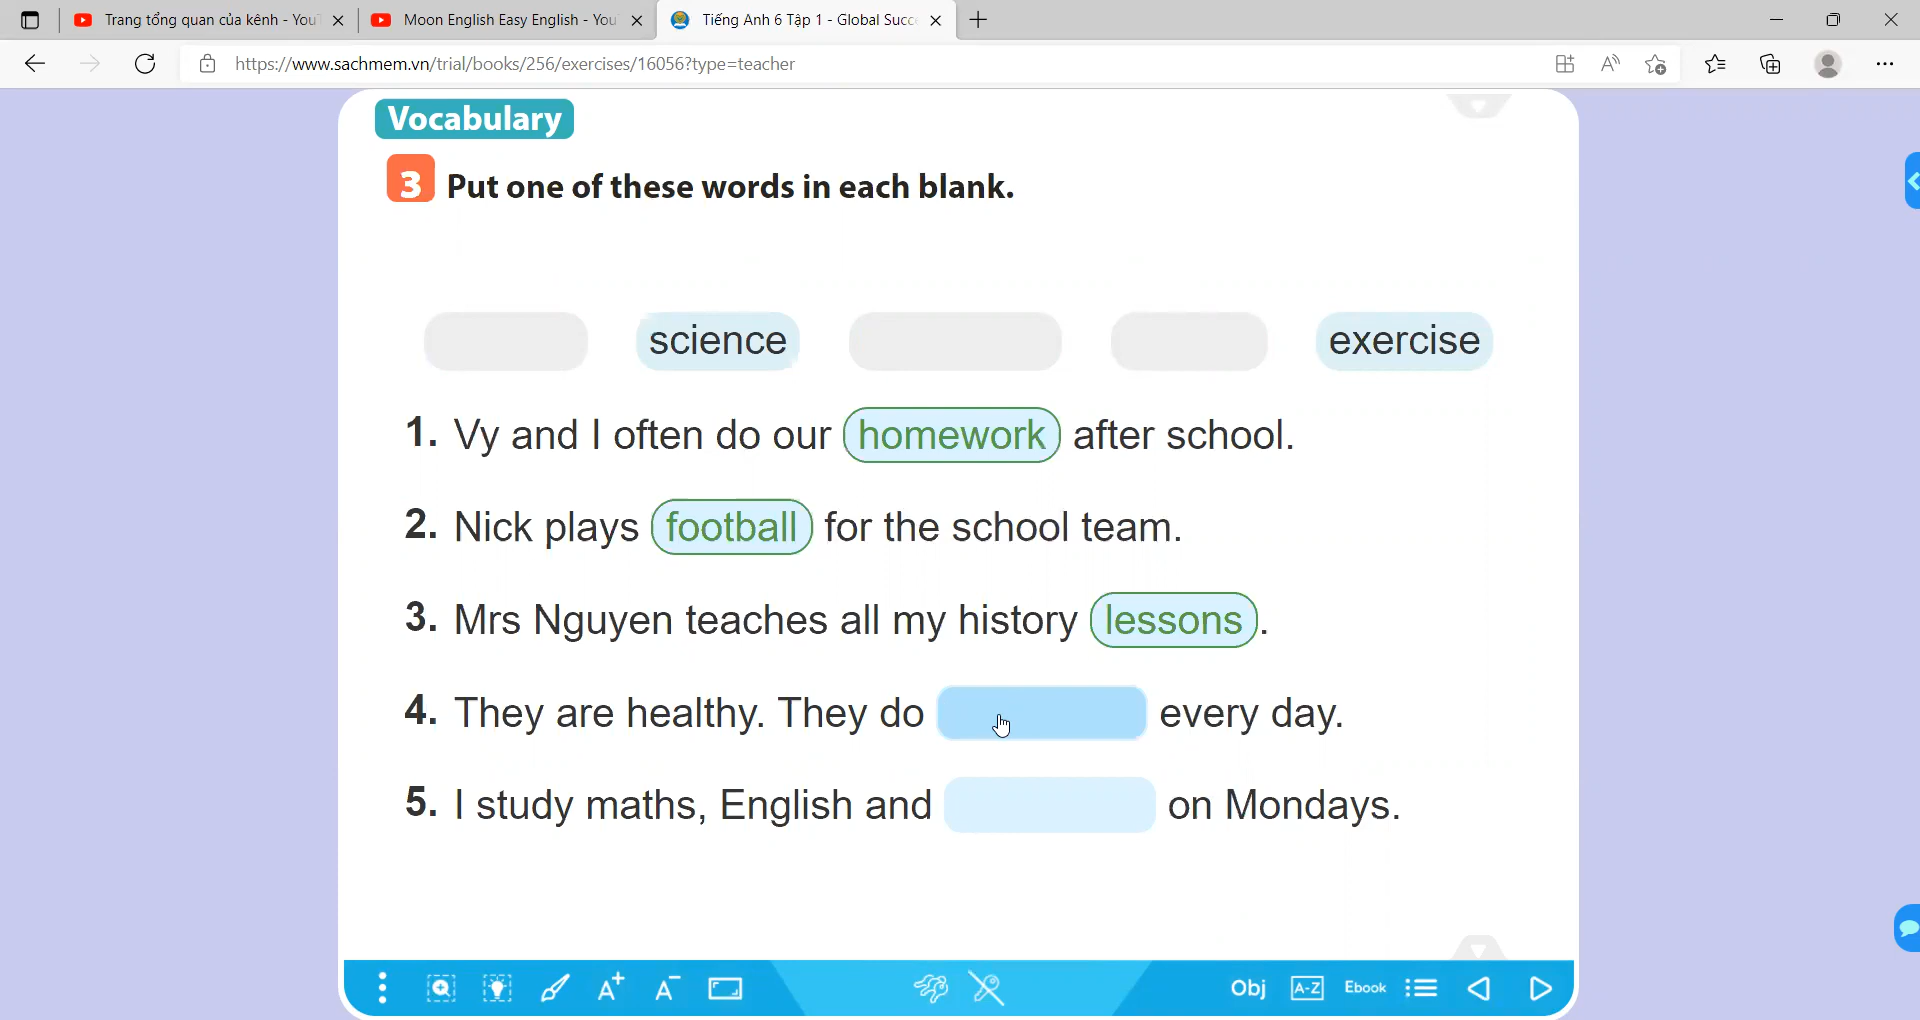 Trang tổng quan của kênh - You
Moon English Easy English - You
Tiếng Anh 6 Tập 1 - Global Succ
https://www.sachmem.vn/trial/books/256/exercises/16056?type=teacher
Vocabulary
3 Put one of these words in each blank.
science exercise
1. Vy and I often do our homework after school.
2. Nick plays football for the school team.
3. Mrs Nguyen teaches all my history lessons.
4. They are healthy. They do every day.
5. I study maths, English and on Mondays.
A+ A- Obj A-Z Ebook